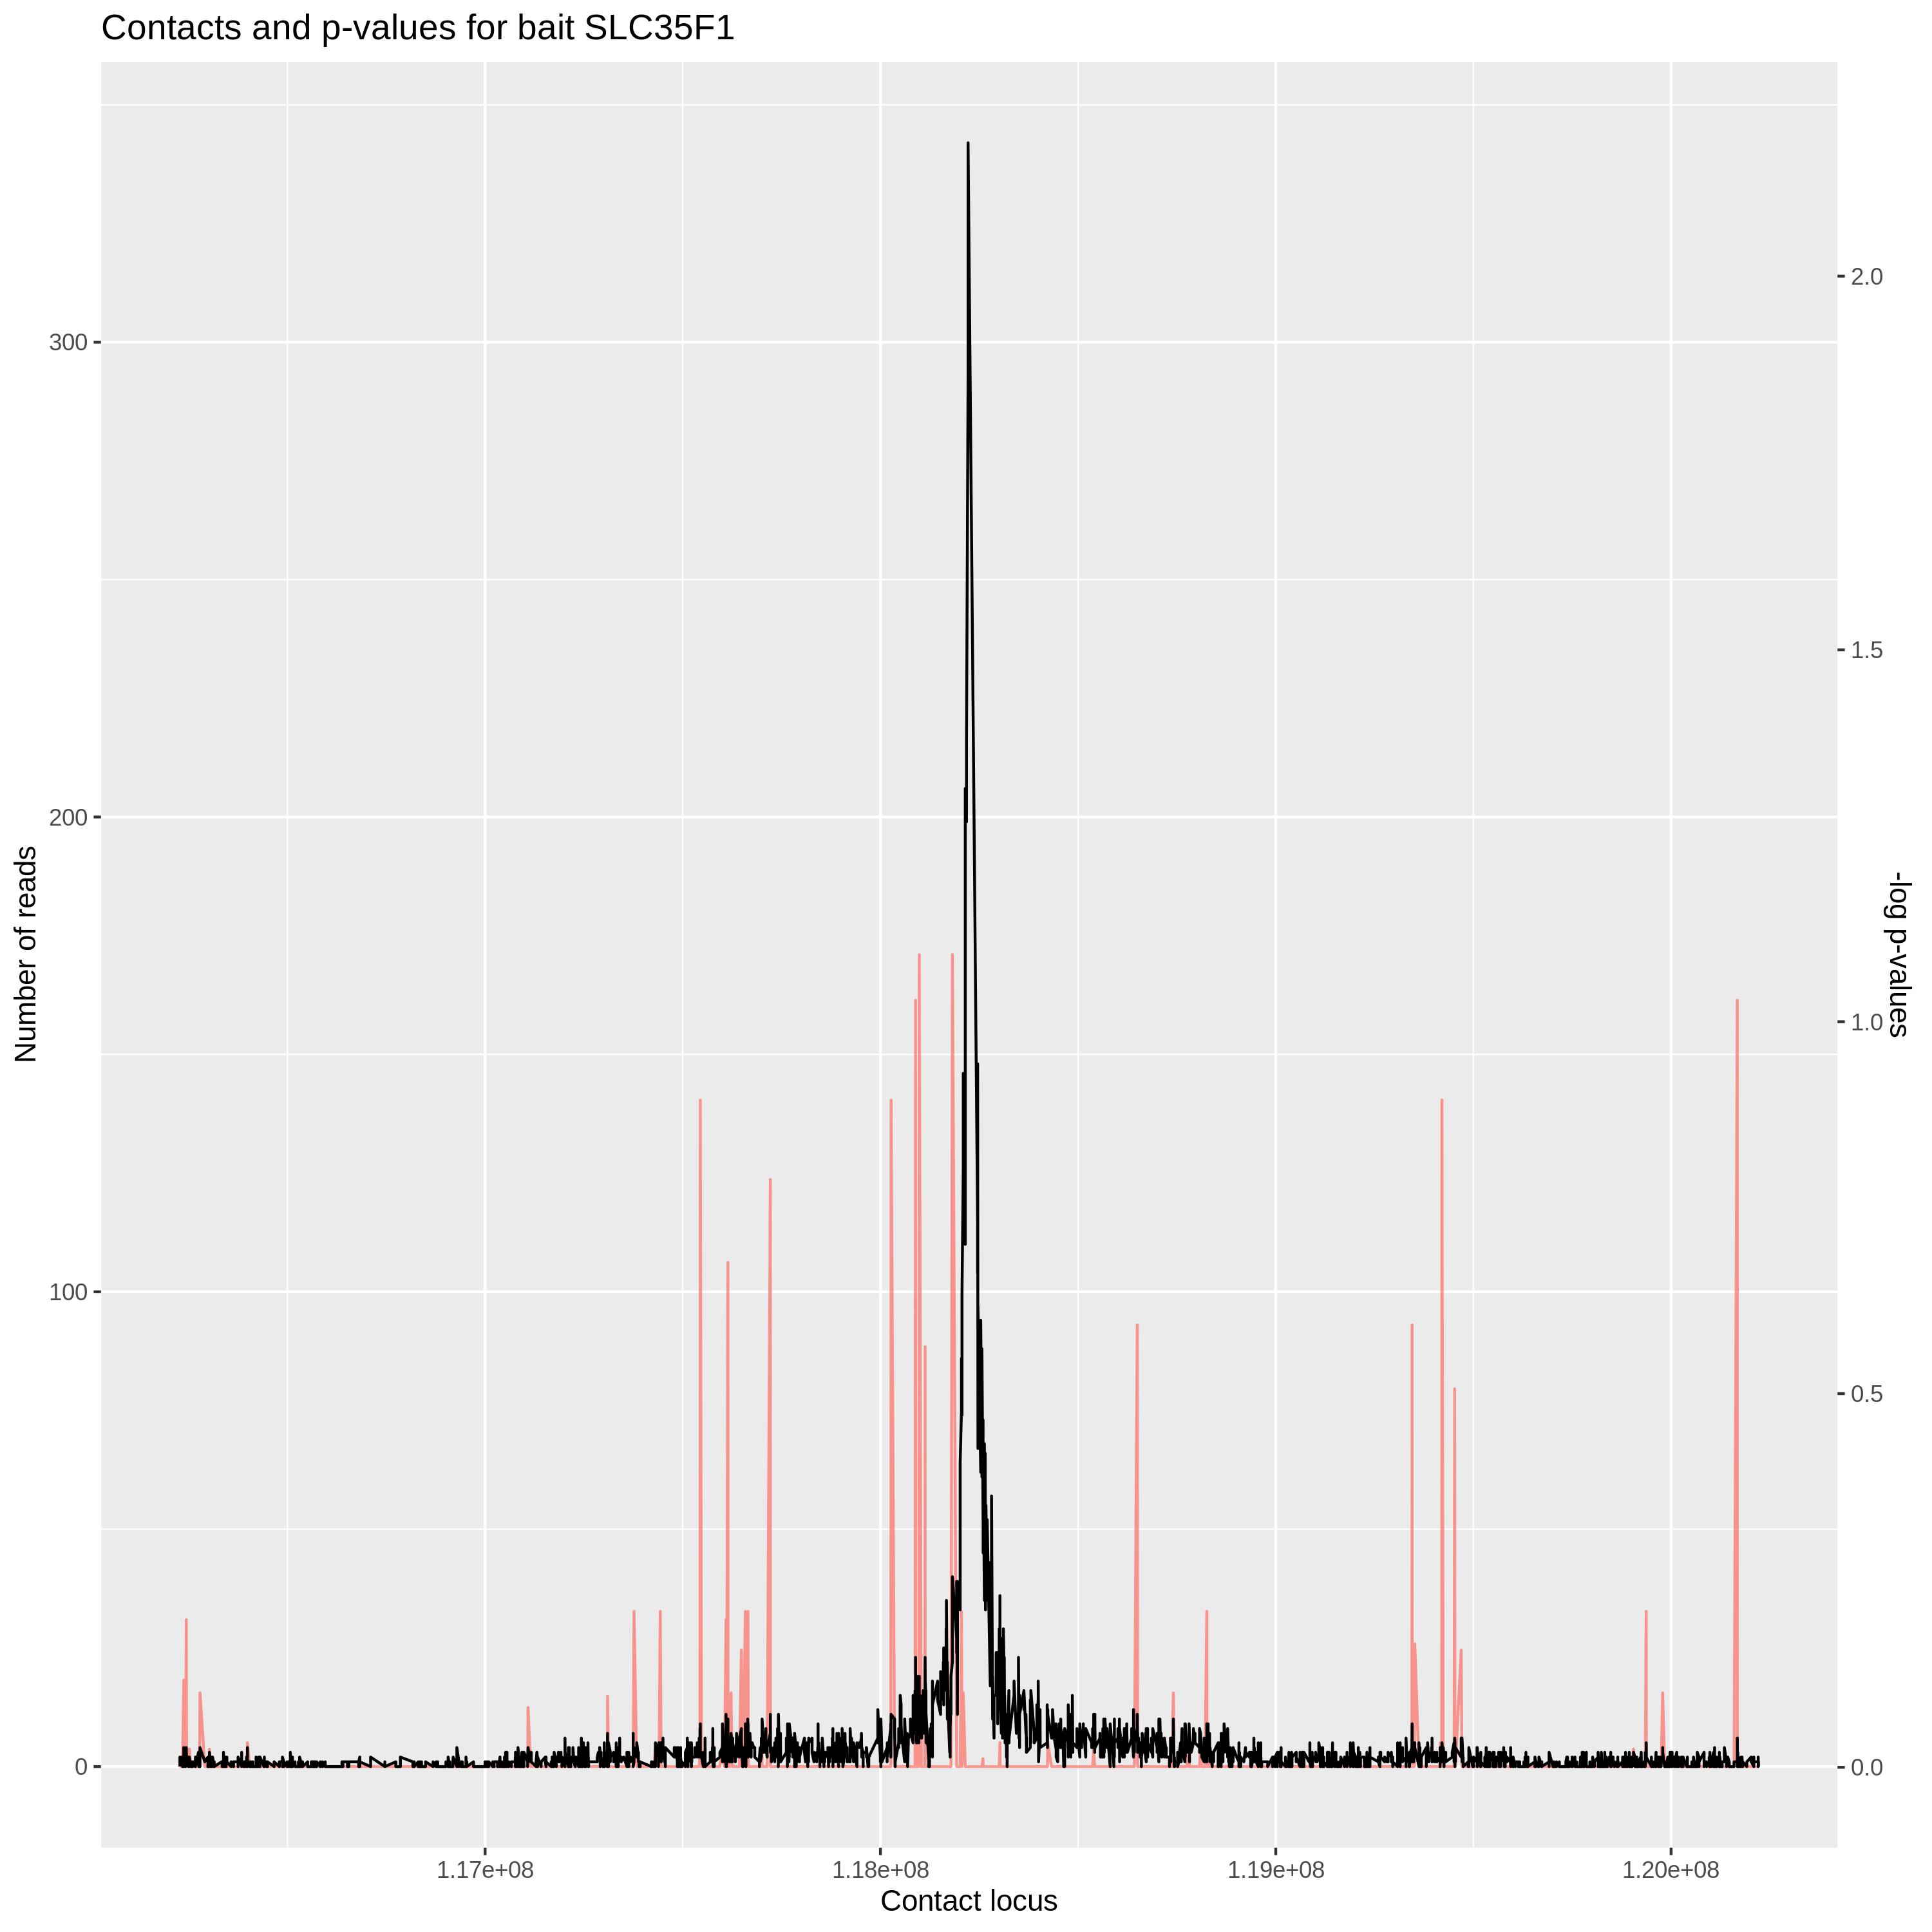 Contacts and p-values for bait SLC35F1
Number of reads
300
200
100
0
2.0
1.5
1.0
0.5
0.0
-log p-values
1.17e+08
1.18e+08
1.19e+08
1.20e+08
Contact locus